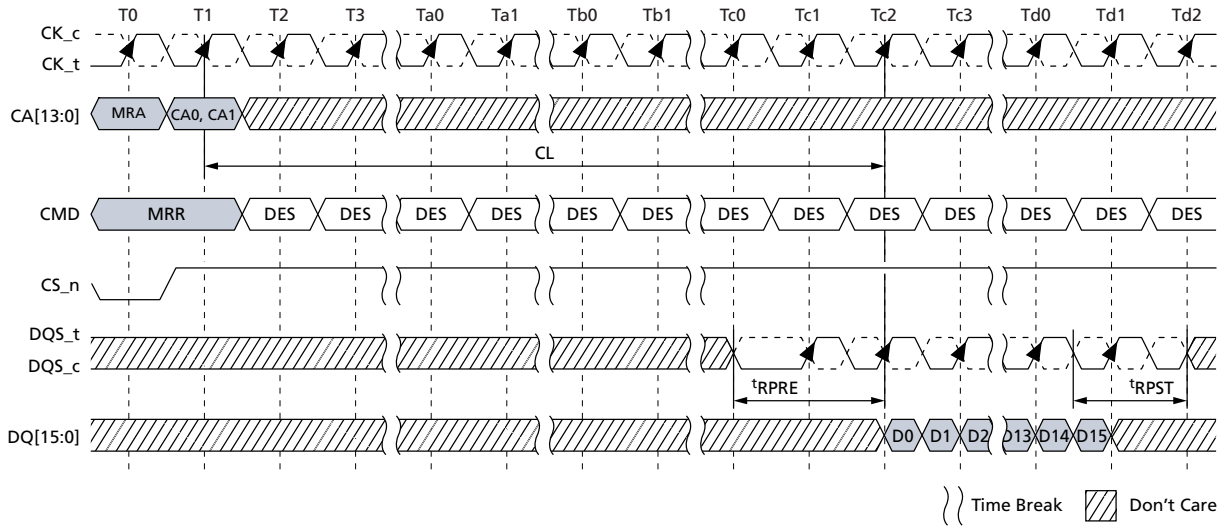 T0 T1 T2 T3 Ta0 Ta1 Tb0 Tb1 Tc0 Tc1 Tc2 Tc3 Td0 Td1 Td2
CK_c
CK_t
CA[13:0] MRA CA0, CA1
CL
CMD MRR DES DES DES DES DES DES DES DES DES DES DES DES DES
CS_n
DQS_t
DQS_c
tRPRE tRPST
DQ[15:0] D0 D1 D2 D13 D14 D15
Time Break Don't Care